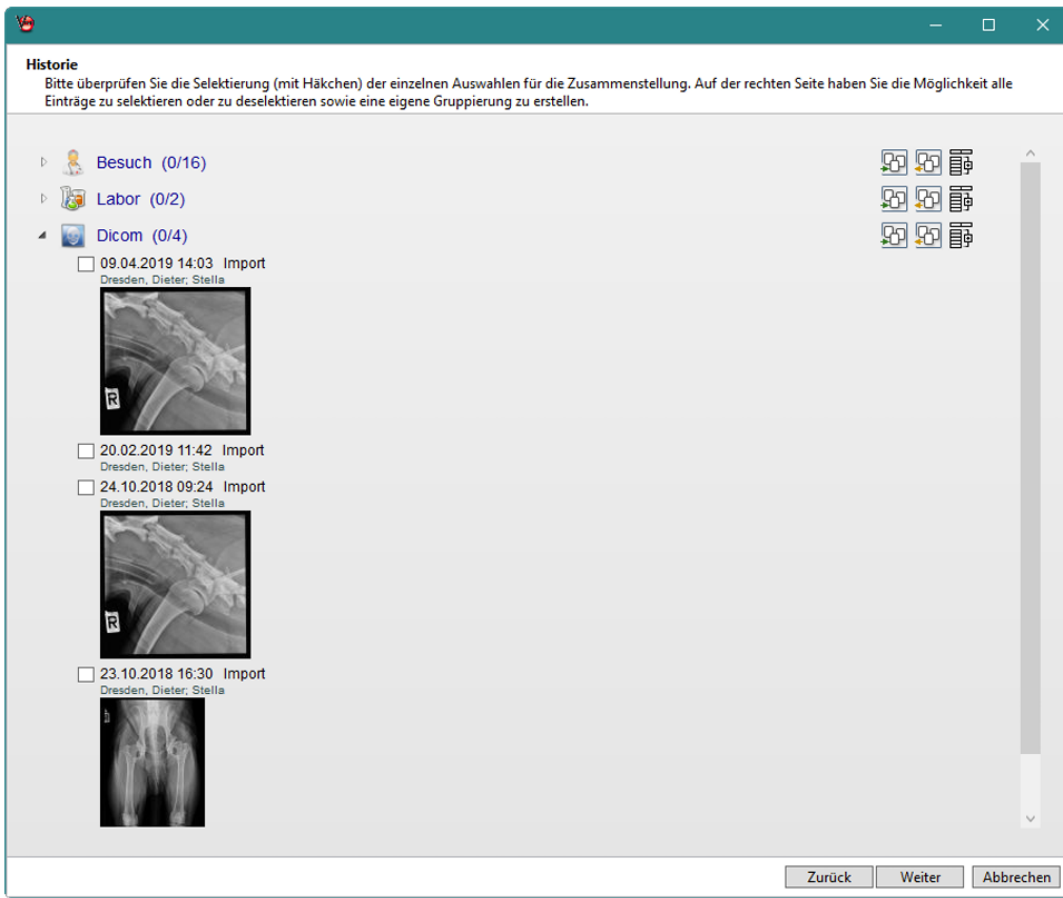 Historie
Bitte überprüfen Sie die Selektierung (mit Häkchen) der einzelnen Auswahlen für die Zusammenstellung. Auf der rechten Seite haben Sie die Möglichkeit alle
Einträge zu selektieren oder zu deselektieren sowie eine eigene Gruppierung zu erstellen.
Besuch (0/16)
Labor (0/2)
Dicom (0/4)
09.04.2019 14:03 Import
Dresden, Dieter; Stella
R
20.02.2019 11:42 Import
Dresden, Dieter; Stella
24.10.2018 09:24 Import
Dresden, Dieter; Stella
R
23.10.2018 16:30 Import
Dresden, Dieter; Stella
Zurück Weiter Abbrechen